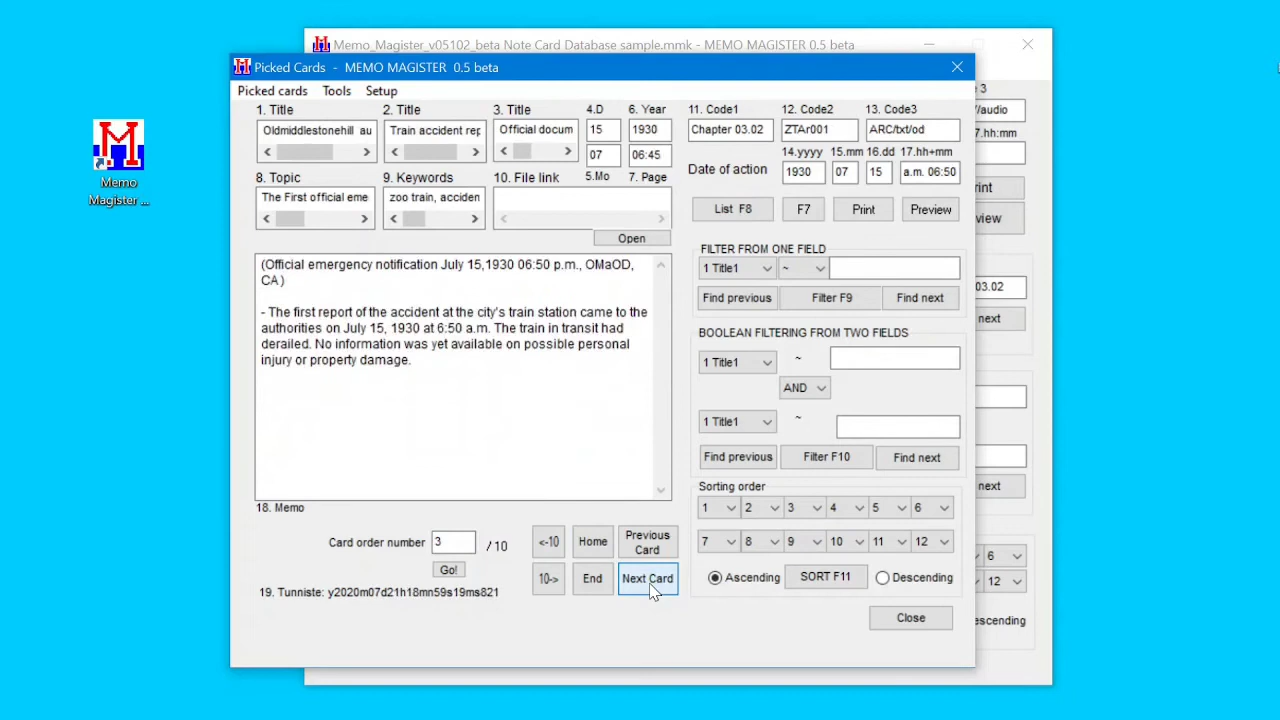 Memo_Magister_v05102_beta Note Card Database sample.mmk - MEMO MAGISTER 0.5 beta
Picked Cards - MEMO MAGISTER 0.5 beta
Picked cards Tools Setup
1. Title 2. Title 3. Title 4.D 6. Year 11. Code1 12. Code2 13. Code3
Oldmiddlestonehill au Train accident rep Official docum 15 1930 Chapter 03.02 ZTAr001 ARC/txt/od
07 06:45
14.yyyy 15.mm 16.dd 17.hh+mm
Date of action 1930 07 15 a.m. 06:50
8. Topic 9. Keywords 10. File link 5.Mo 7. Page
The First official eme zoo train, acciden
List F8 F7 Print Preview
Open
FILTER FROM ONE FIELD
1 Title1 ~
Find previous Filter F9 Find next
BOOLEAN FILTERING FROM TWO FIELDS
1 Title1 ~
AND
1 Title1 ~
Find previous Filter F10 Find next
(Official emergency notification July 15,1930 06:50 p.m., OMaOD,
CA)
- The first report of the accident at the city's train station came to the
authorities on July 15, 1930 at 6:50 a.m. The train in transit had
derailed. No information was yet available on possible personal
injury or property damage.
18. Memo
Sorting order
1 2 3 4 5 6
7 8 9 10 11 12
Ascending SORT F11 Descending
Card order number 3 / 10
Go!
<-10 Home Previous
Card
10-> End Next Card
19. Tunniste: y2020m07d21h18mn59s19ms821
Close
3
/audio
7.hh:mm
rint
view
03.02
next
next
6
12
escending
Memo
Magister ...